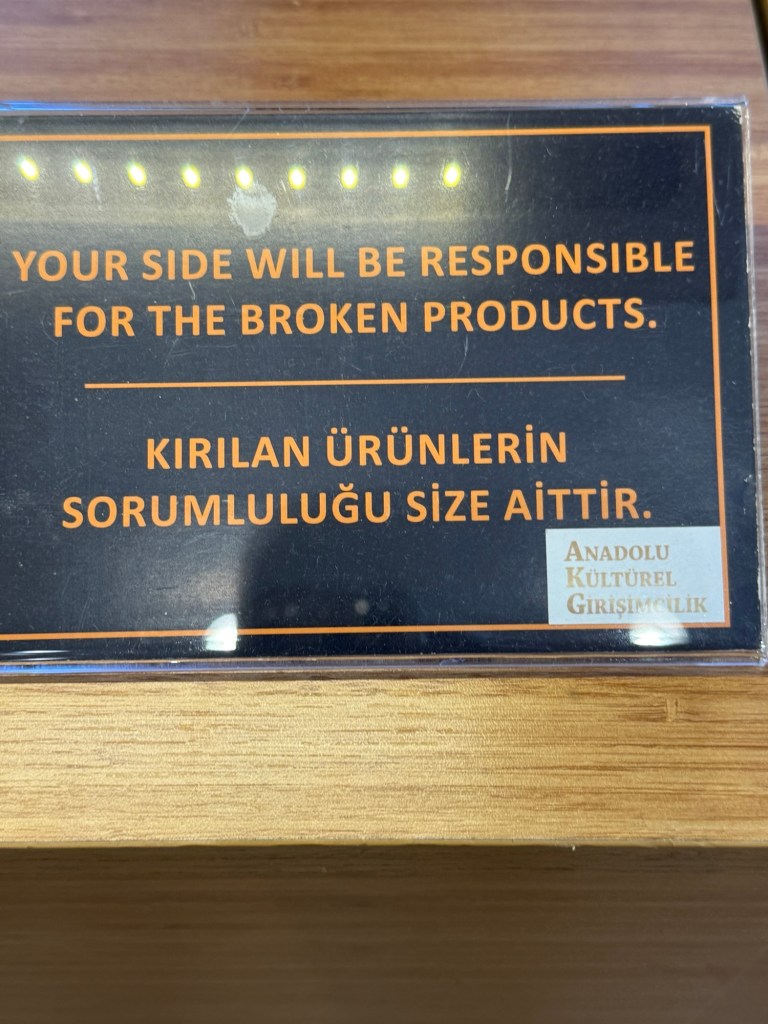 YOUR SIDE WILL BE RESPONSIBLE
FOR THE BROKEN PRODUCTS.
KIRILAN ÜRÜNLERİN
SORUMLULUĞU SİZE AİTTİR.
ANADOLU
KÜLTÜREL
GİRİŞİMCİLİK